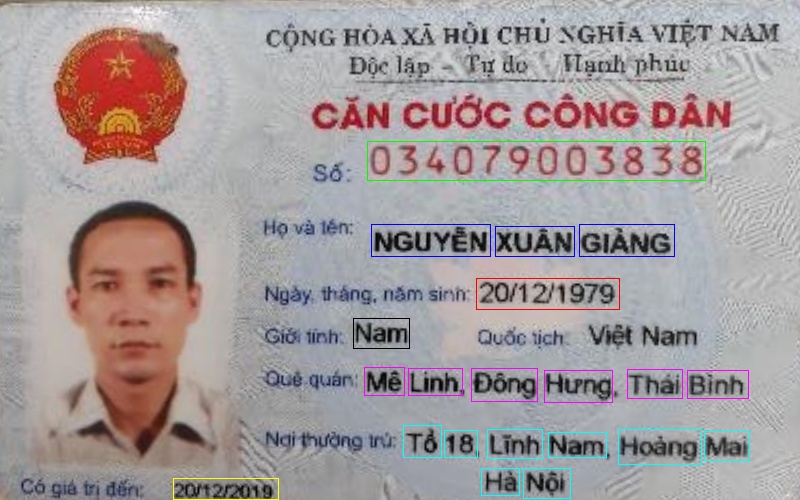 CỘNG HÒA XÃ HỘI CHỦ NGHĨA VIỆT NAM
Độc lập - Tự do - Hạnh phúc
CĂN CƯỚC CÔNG DÂN
Số: 034079003838
Họ và tên: NGUYỄN XUÂN GIẢNG
Ngày, tháng, năm sinh: 20/12/1979
Giới tính: Nam Quốc tịch: Việt Nam
Quê quán: Mê Linh, Đông Hưng, Thái Bình
Nơi thường trú: Tổ 18, Lĩnh Nam, Hoàng Mai
Hà Nội
Có giá trị đến: 20/12/2019